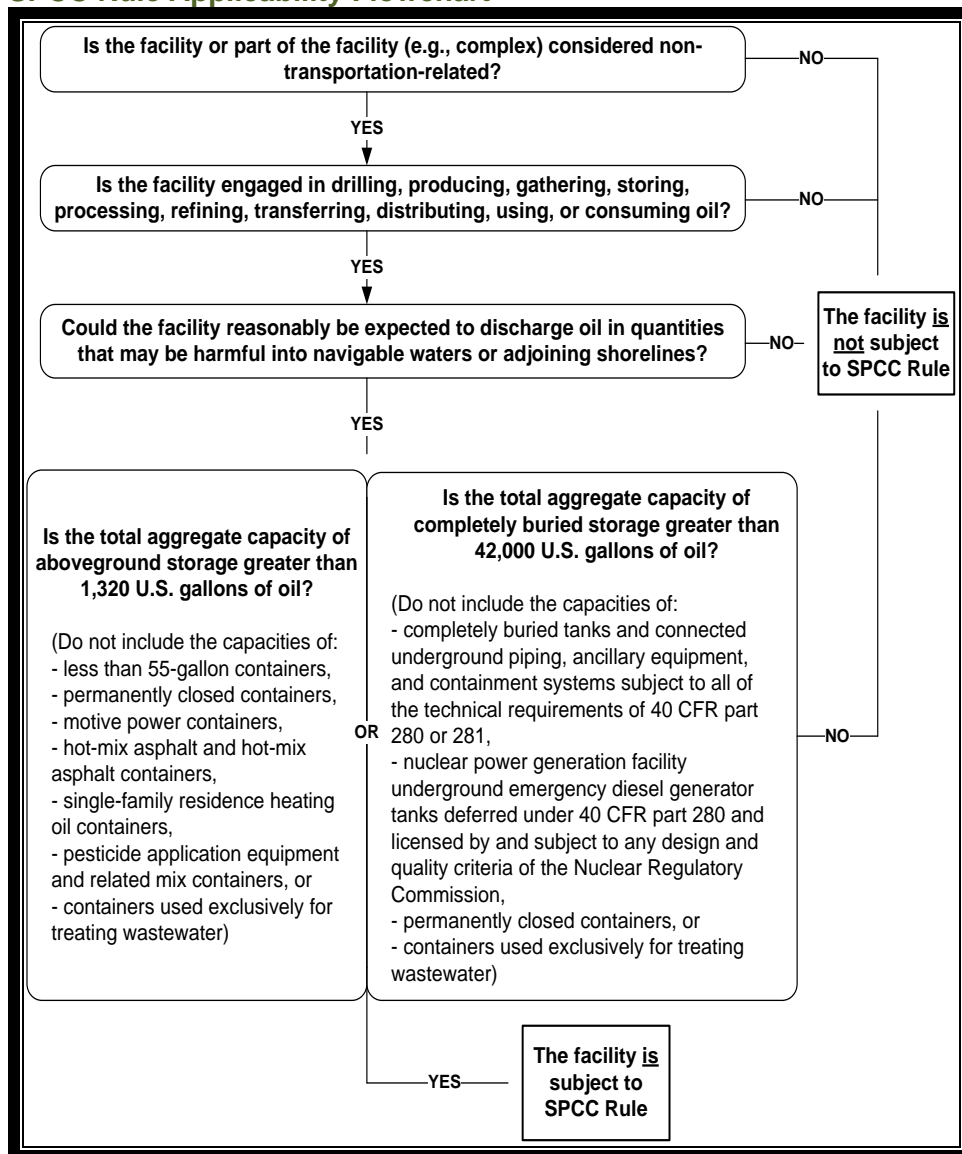 Is the facility or part of the facility (e.g., complex) considered non-
transportation-related?
NO
YES
Is the facility engaged in drilling, producing, gathering, storing,
processing, refining, transferring, distributing, using, or consuming oil?
NO
YES
Could the facility reasonably be expected to discharge oil in quantities
that may be harmful into navigable waters or adjoining shorelines?
NO
The facility is
not subject
to SPCC Rule
YES
Is the total aggregate capacity of
aboveground storage greater than
1,320 U.S. gallons of oil?
(Do not include the capacities of:
- less than 55-gallon containers,
- permanently closed containers,
- motive power containers,
- hot-mix asphalt and hot-mix
asphalt containers,
- single-family residence heating
oil containers,
- pesticide application equipment
and related mix containers, or
- containers used exclusively for
treating wastewater)
OR
Is the total aggregate capacity of
completely buried storage greater than
42,000 U.S. gallons of oil?
(Do not include the capacities of:
- completely buried tanks and connected
underground piping, ancillary equipment,
and containment systems subject to all of
the technical requirements of 40 CFR part
280 or 281,
- nuclear power generation facility
underground emergency diesel generator
tanks deferred under 40 CFR part 280 and
licensed by and subject to any design and
quality criteria of the Nuclear Regulatory
Commission,
- permanently closed containers, or
- containers used exclusively for treating
wastewater)
NO
YES
The facility is
subject to
SPCC Rule